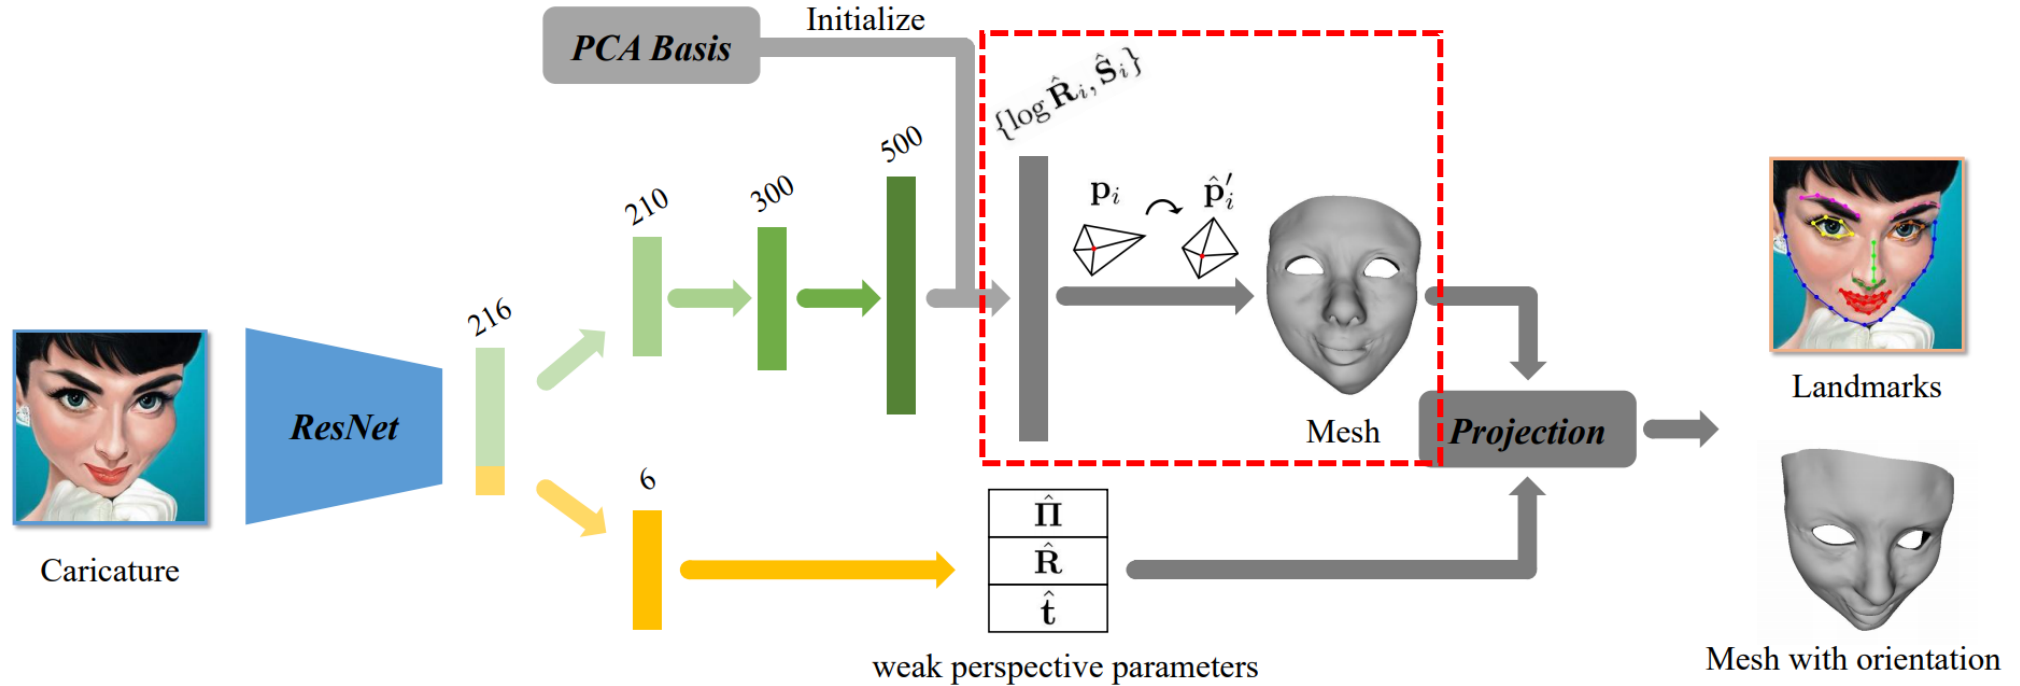 Initialize
PCA Basis
{log R̂ᵢ, Ŝᵢ}
500
300
210
216
pᵢ
p̂′ᵢ
ResNet
Mesh
Projection
Landmarks
6
Π̂
R̂
t̂
Caricature
weak perspective parameters
Mesh with orientation